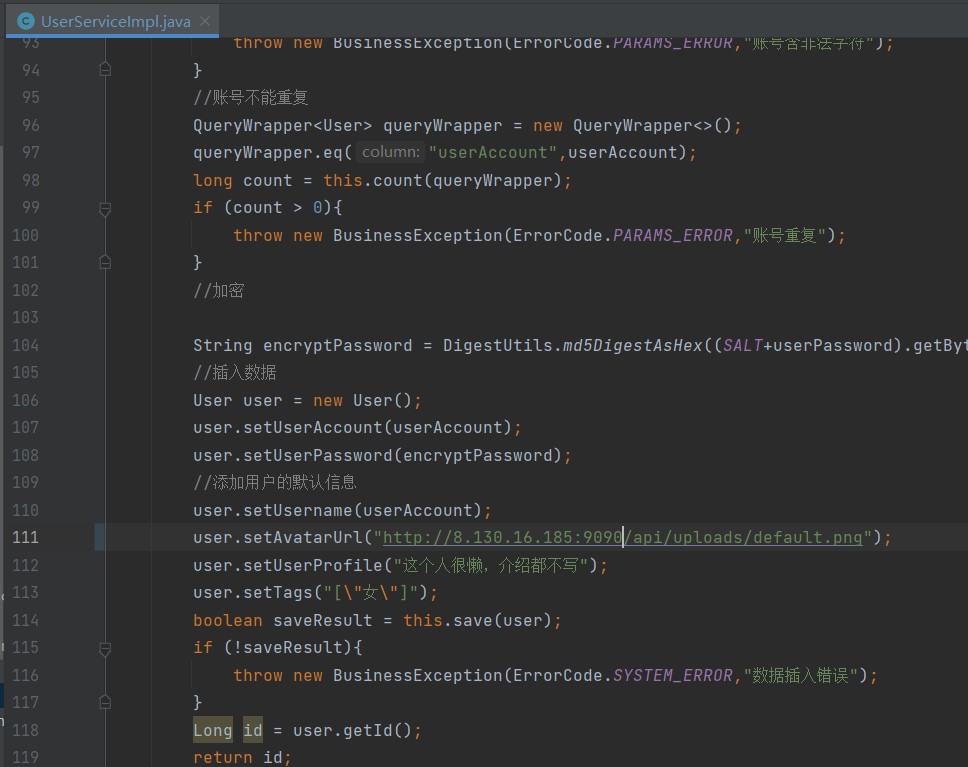 UserServiceImpl.java
93 throw new BusinessException(ErrorCode.PARAMS_ERROR,"账号含非法字符");
94 }
95 //账号不能重复
96 QueryWrapper<User> queryWrapper = new QueryWrapper<>();
97 queryWrapper.eq( column: "userAccount",userAccount);
98 long count = this.count(queryWrapper);
99 if (count > 0){
100 throw new BusinessException(ErrorCode.PARAMS_ERROR,"账号重复");
101 }
102 //加密
103
104 String encryptPassword = DigestUtils.md5DigestAsHex((SALT+userPassword).getByt
105 //插入数据
106 User user = new User();
107 user.setUserAccount(userAccount);
108 user.setUserPassword(encryptPassword);
109 //添加用户的默认信息
110 user.setUsername(userAccount);
111 user.setAvatarUrl("http://8.130.16.185:9090/api/uploads/default.png");
112 user.setUserProfile("这个人很懒，介绍都不写");
113 user.setTags("[\"女\"]");
114 boolean saveResult = this.save(user);
115 if (!saveResult){
116 throw new BusinessException(ErrorCode.SYSTEM_ERROR,"数据插入错误");
117 }
118 Long id = user.getId();
119 return id;